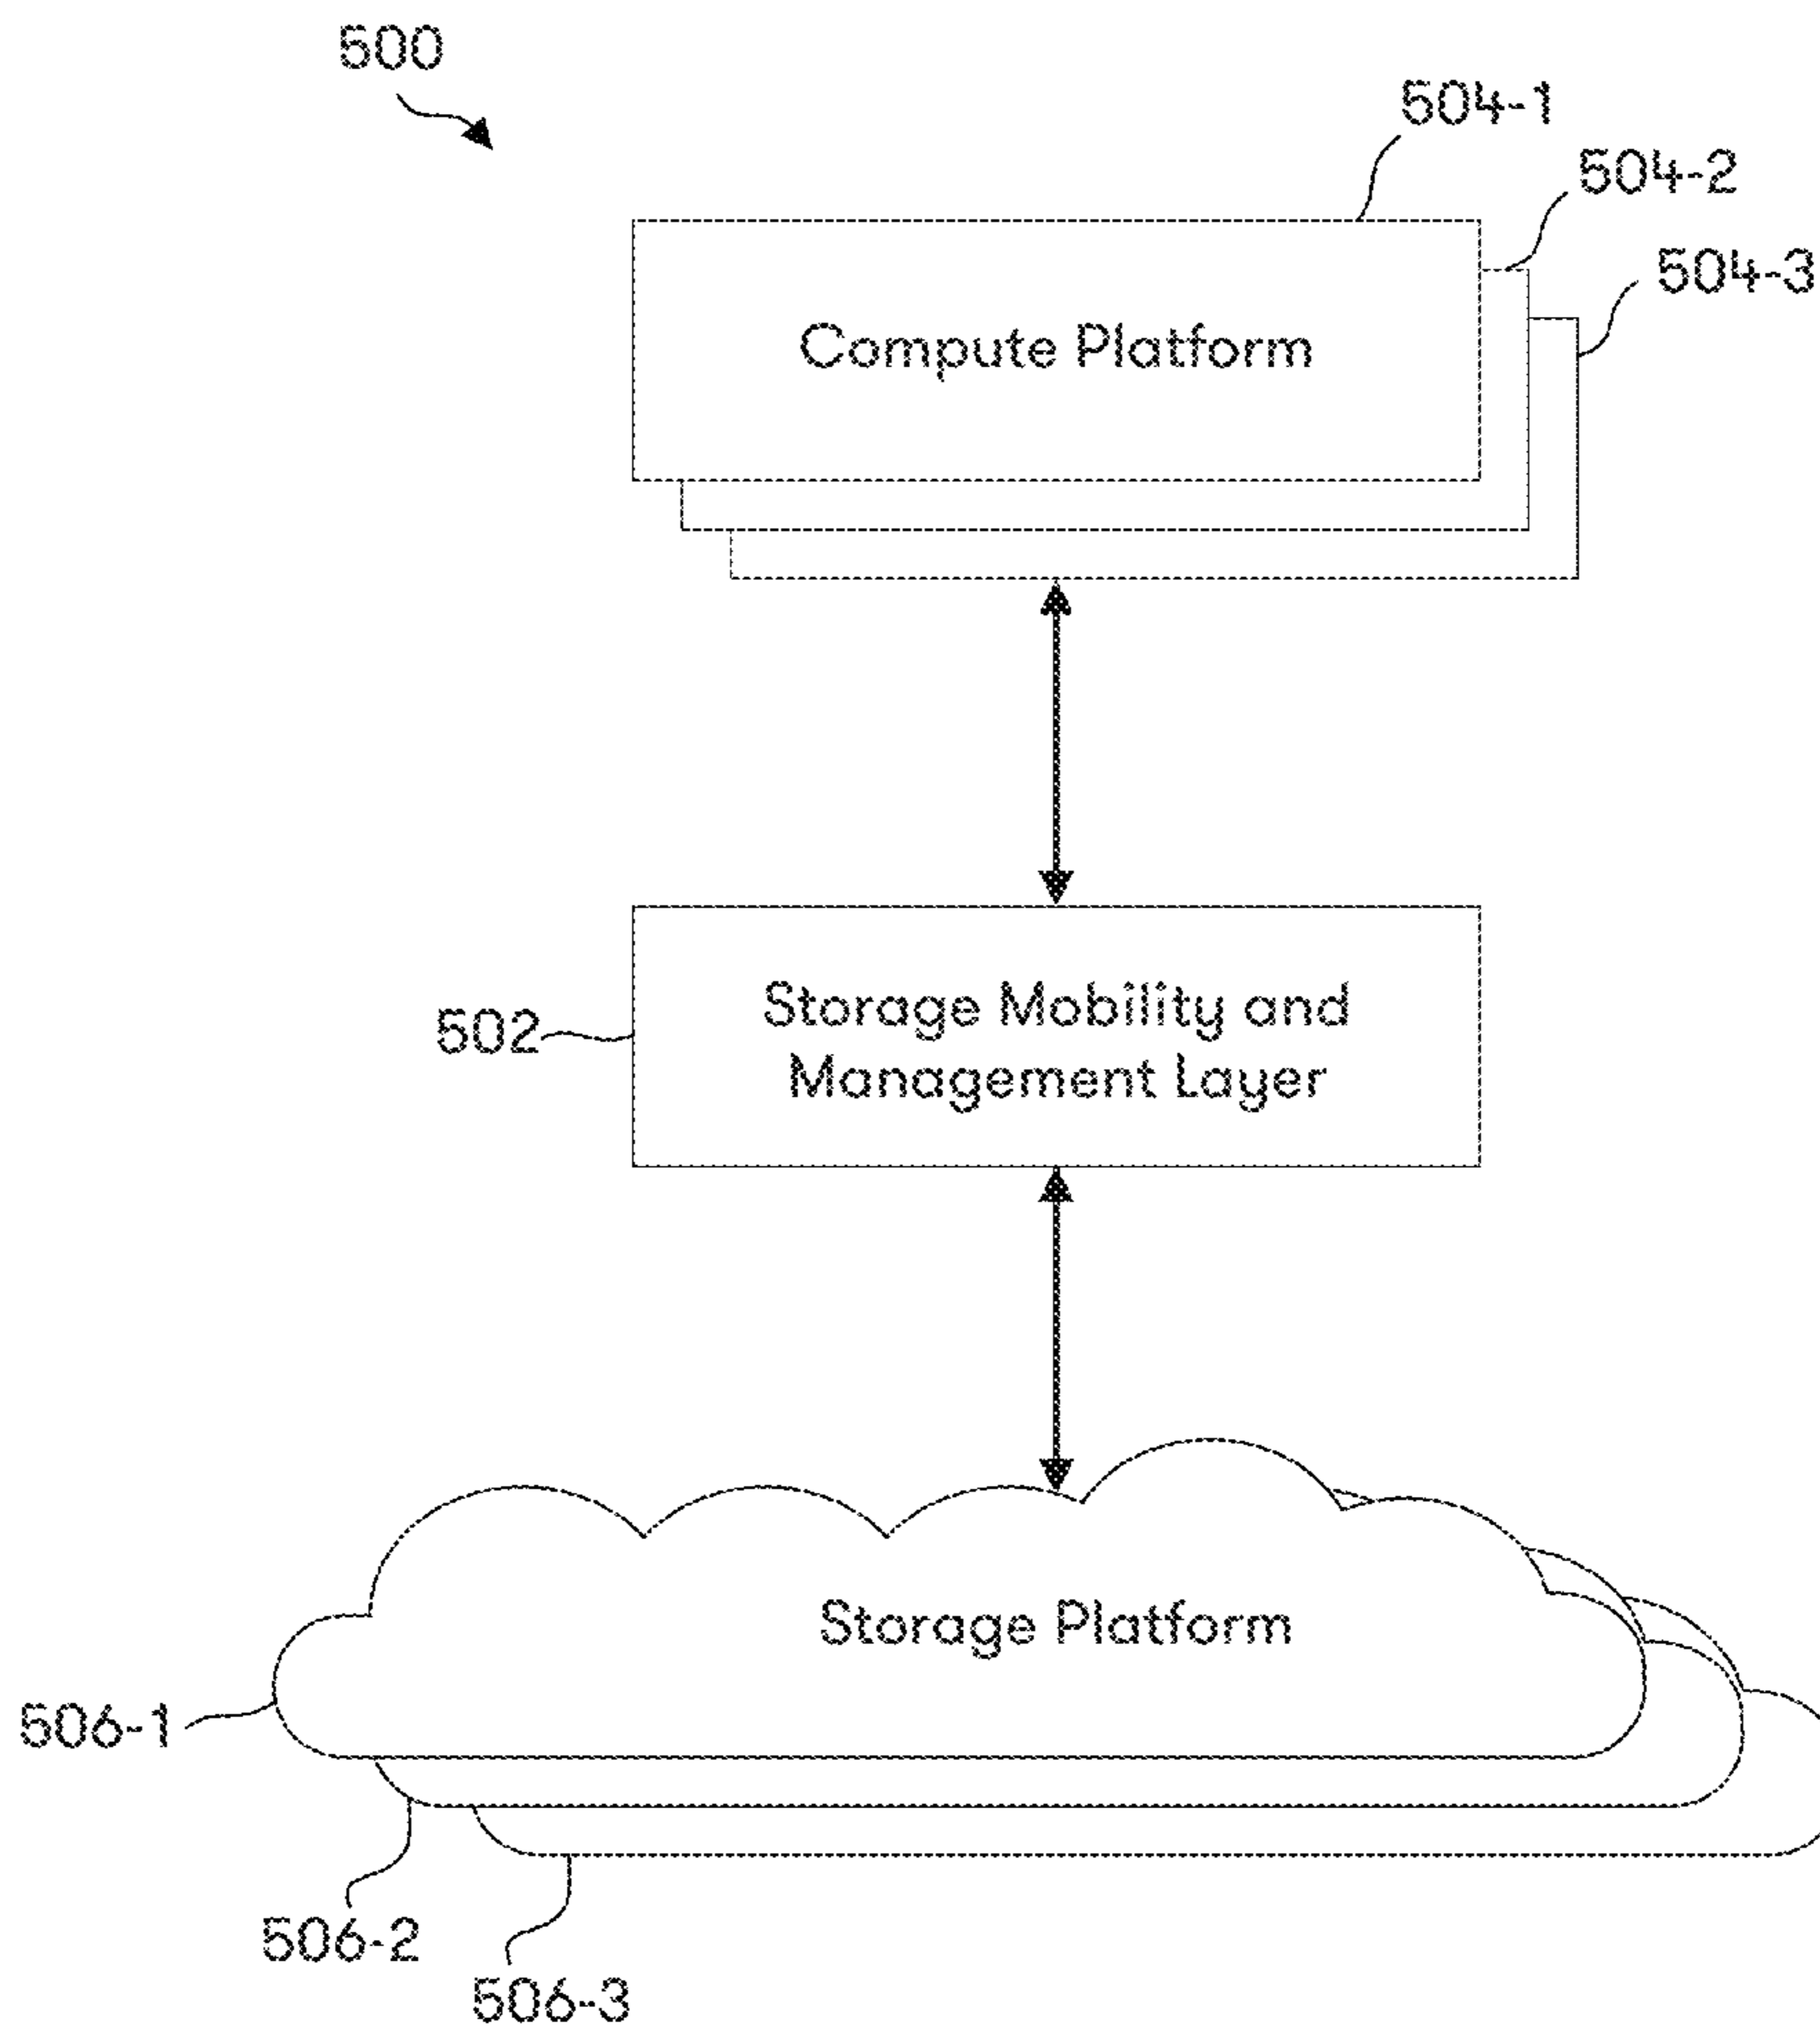 500
504-1
504-2
504-3
Compute Platform
502
Storage Mobility and
Management Layer
Storage Platform
506-1
506-2
506-3